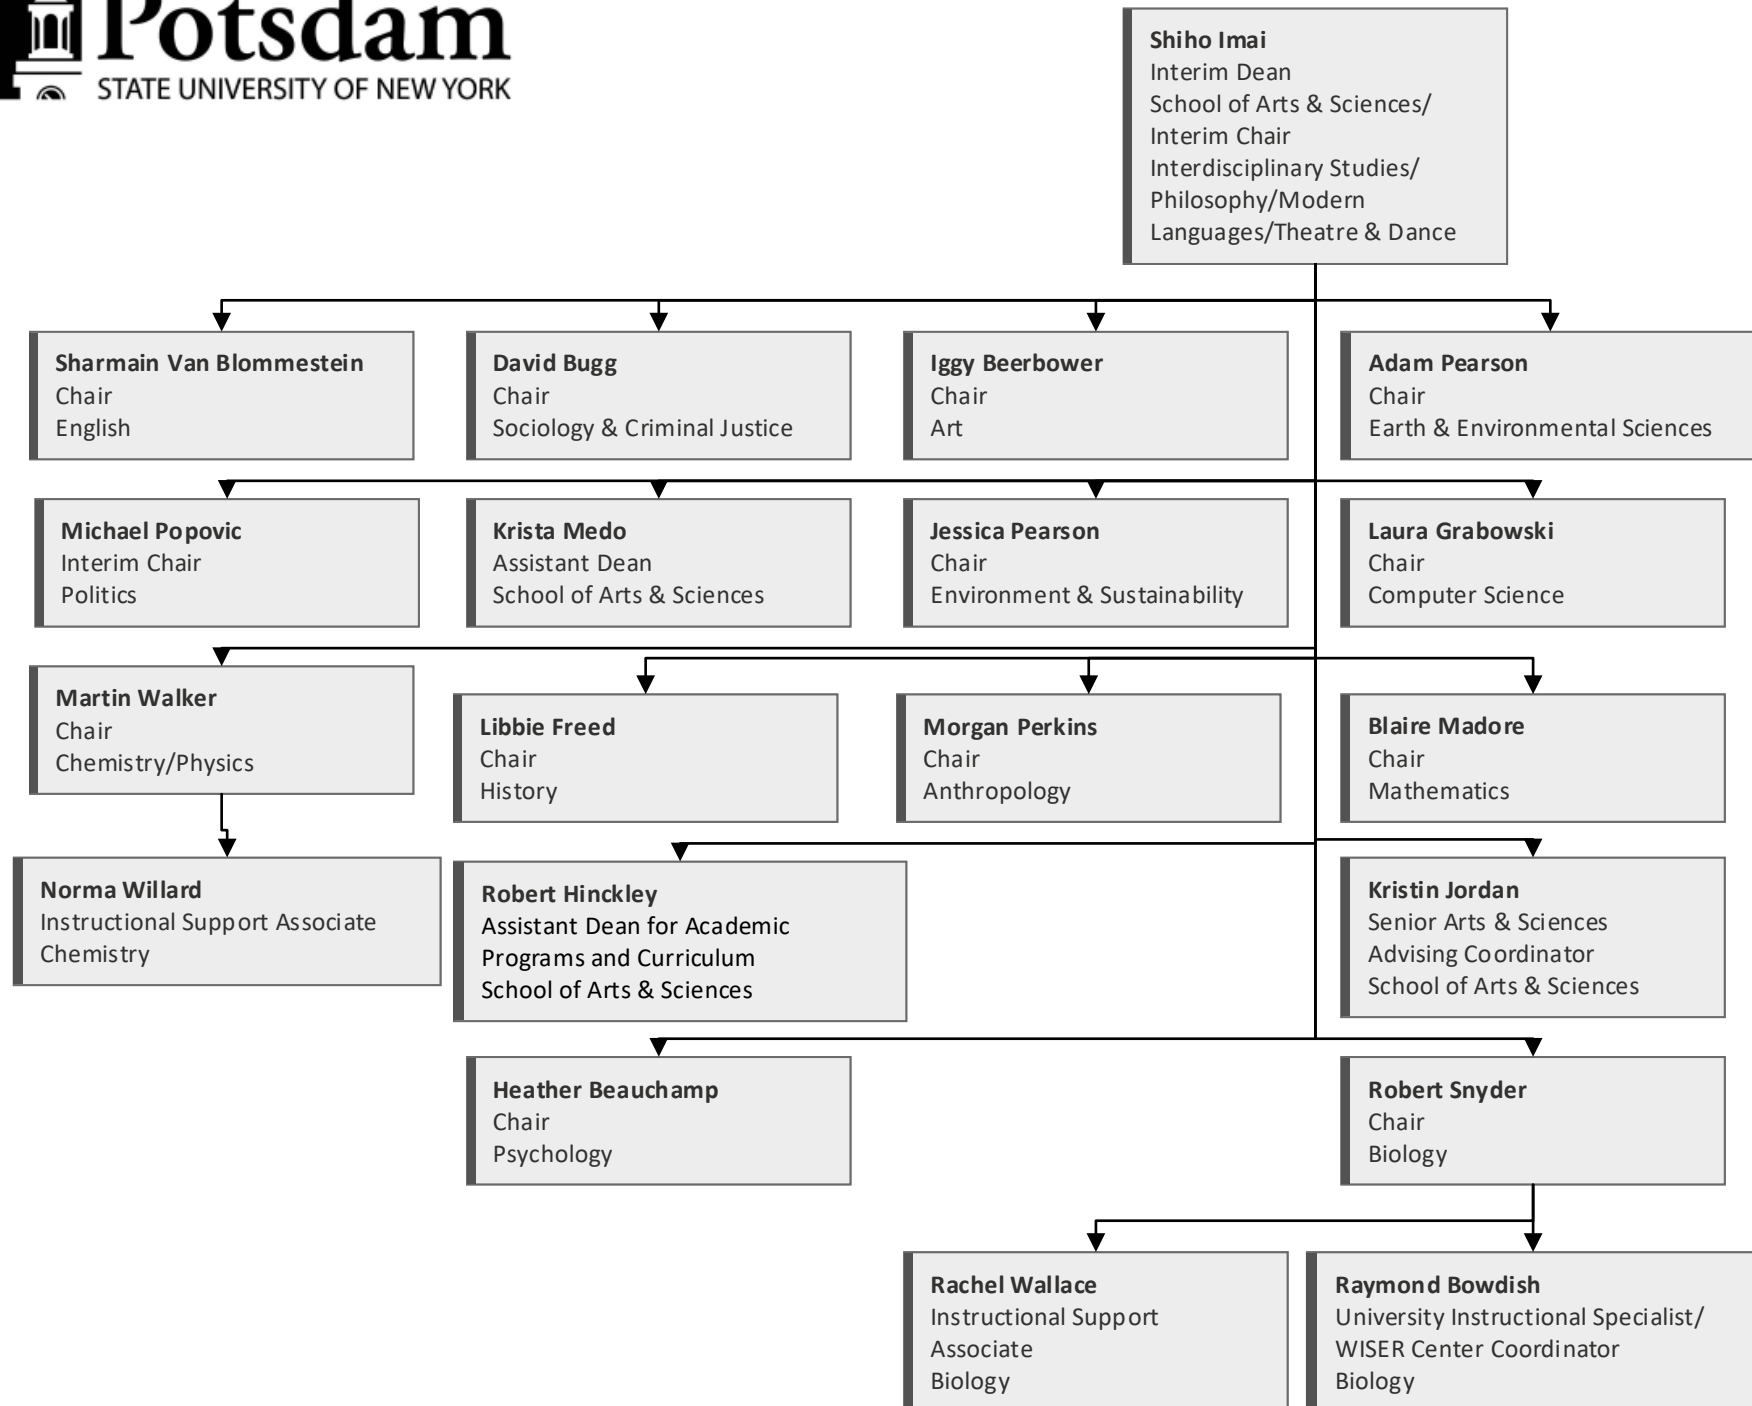 Potsdam
STATE UNIVERSITY OF NEW YORK
Shiho Imai
Interim Dean
School of Arts & Sciences/
Interim Chair
Interdisciplinary Studies/
Philosophy/Modern
Languages/Theatre & Dance
Sharmain Van Blommestein
Chair
English
David Bugg
Chair
Sociology & Criminal Justice
Iggy Beerbower
Chair
Art
Adam Pearson
Chair
Earth & Environmental Sciences
Michael Popovic
Interim Chair
Politics
Krista Medo
Assistant Dean
School of Arts & Sciences
Jessica Pearson
Chair
Environment & Sustainability
Laura Grabowski
Chair
Computer Science
Martin Walker
Chair
Chemistry/Physics
Libbie Freed
Chair
History
Morgan Perkins
Chair
Anthropology
Blaire Madore
Chair
Mathematics
Norma Willard
Instructional Support Associate
Chemistry
Robert Hinckley
Assistant Dean for Academic
Programs and Curriculum
School of Arts & Sciences
Kristin Jordan
Senior Arts & Sciences
Advising Coordinator
School of Arts & Sciences
Heather Beauchamp
Chair
Psychology
Robert Snyder
Chair
Biology
Rachel Wallace
Instructional Support
Associate
Biology
Raymond Bowdish
University Instructional Specialist/
WISER Center Coordinator
Biology